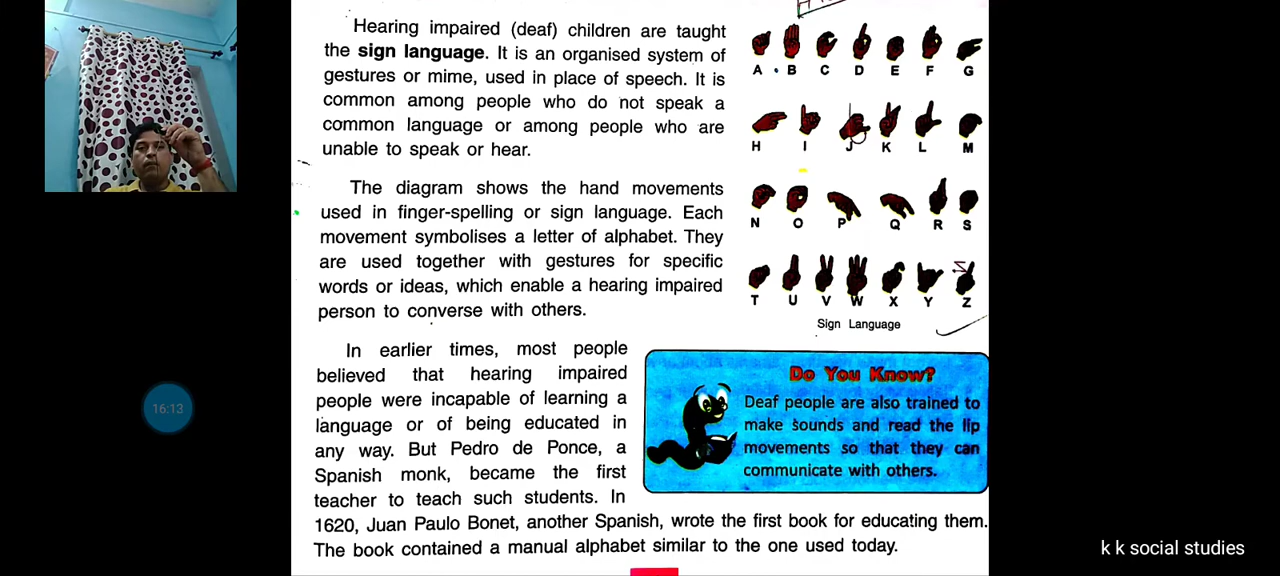 Hearing impaired (deaf) children are taught
the sign language. It is an organised system of
gestures or mime, used in place of speech. It is
common among people who do not speak a
common language or among people who are
unable to speak or hear.
The diagram shows the hand movements
used in finger-spelling or sign language. Each
movement symbolises a letter of alphabet. They
are used together with gestures for specific
words or ideas, which enable a hearing impaired
person to converse with others.
A B C D E F G
H I J K L M
N O P Q R S
T U V W X Y Z
Sign Language
In earlier times, most people
believed that hearing impaired
people were incapable of learning a
language or of being educated in
any way. But Pedro de Ponce, a
Spanish monk, became the first
teacher to teach such students. In
1620, Juan Paulo Bonet, another Spanish, wrote the first book for educating them.
The book contained a manual alphabet similar to the one used today.
Do You Know?
Deaf people are also trained to
make sounds and read the lip
movements so that they can
communicate with others.
16:13
k k social studies